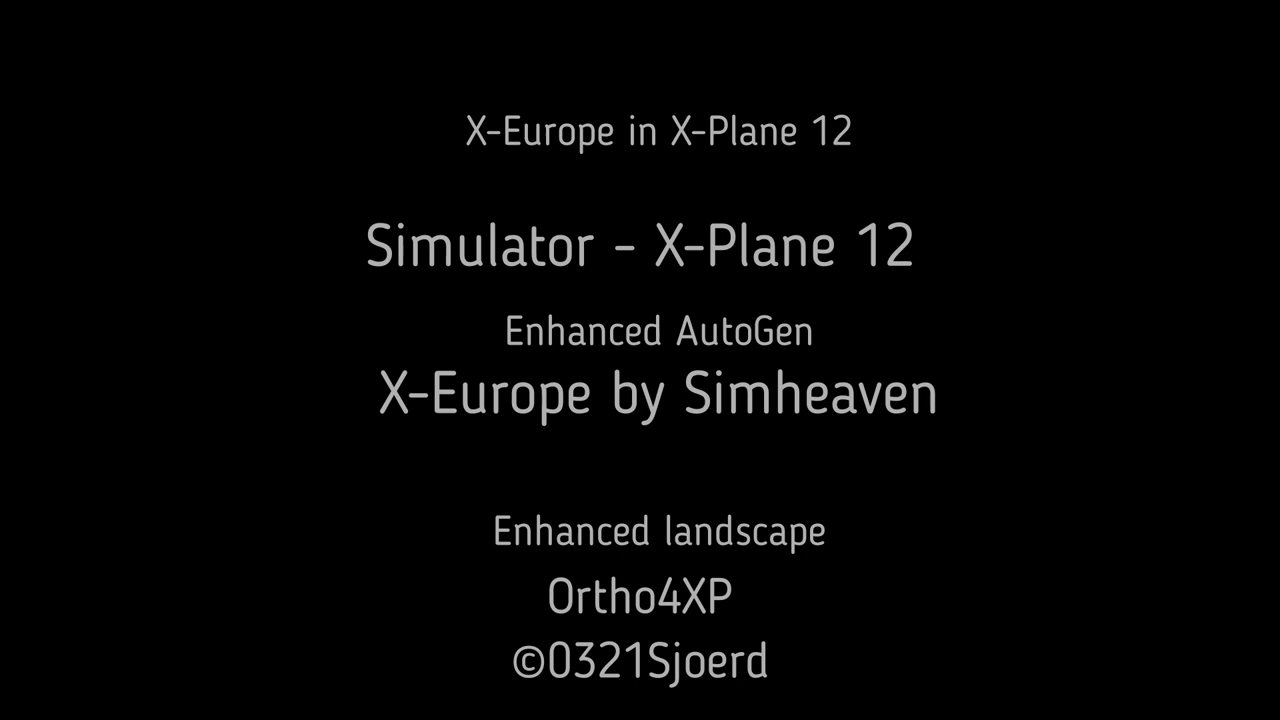 X-Europe in X-Plane 12
Simulator - X-Plane 12
Enhanced AutoGen
X-Europe by Simheaven
Enhanced landscape
Ortho4XP
©0321Sjoerd